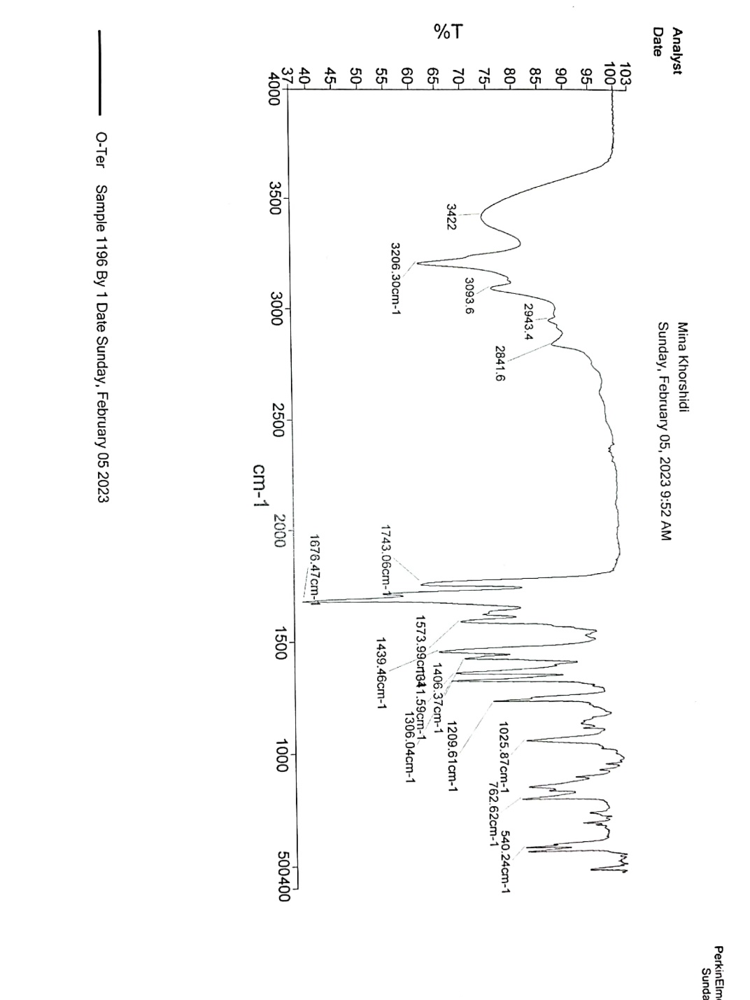 Analyst
Date
Mina Khorshidi
Sunday, February 05, 2023 9:52 AM
PerkinElm
Sunda
%T
103
100
95
90
85
80
75
70
65
60
55
50
45
40
37
4000
3500
3000
2500
2000
1500
1000
500
400
cm-1
3422
3206.30cm-1
3093.6
2943.4
2841.6
1743.06cm-1
1676.47cm-1
1573.99cm-1
1439.46cm-1
1406.37cm-1
1341.59cm-1
1306.04cm-1
1209.61cm-1
1025.87cm-1
762.62cm-1
540.24cm-1
O-Ter Sample 1196 By 1 Date Sunday, February 05 2023